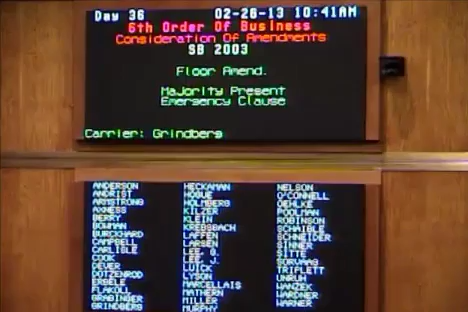 Day 36 02-26-13 10:41AM
6th Order Of Business
Consideration Of Amendments
SB 2003
Floor Amend.
Majority Present
Emergency Clause
Carrier: Grindberg
ANDERSON HECKAMAN NELSON
ANDRIST HOGUE O'CONNELL
ARMSTRONG HOLMBERG OEHLKE
AXNESS KILZER POOLMAN
BERRY KLEIN ROBINSON
BOWMAN KREBSBACH SCHAIBLE
BURCKHARD LAFFEN SCHNEIDER
CAMPBELL LARSEN SINNER
CARLISLE LEE, G. SITTE
COOK LEE, J. SORVAAG
DEVER LUICK TRIFLETT
DOTZENROD LYSON UNRUH
ERBELE MARCELLAIS WANZEK
FLAKOLL MATHERN WARDNER
GRABINGER MILLER WARNER
GRINDBERG MURPHY